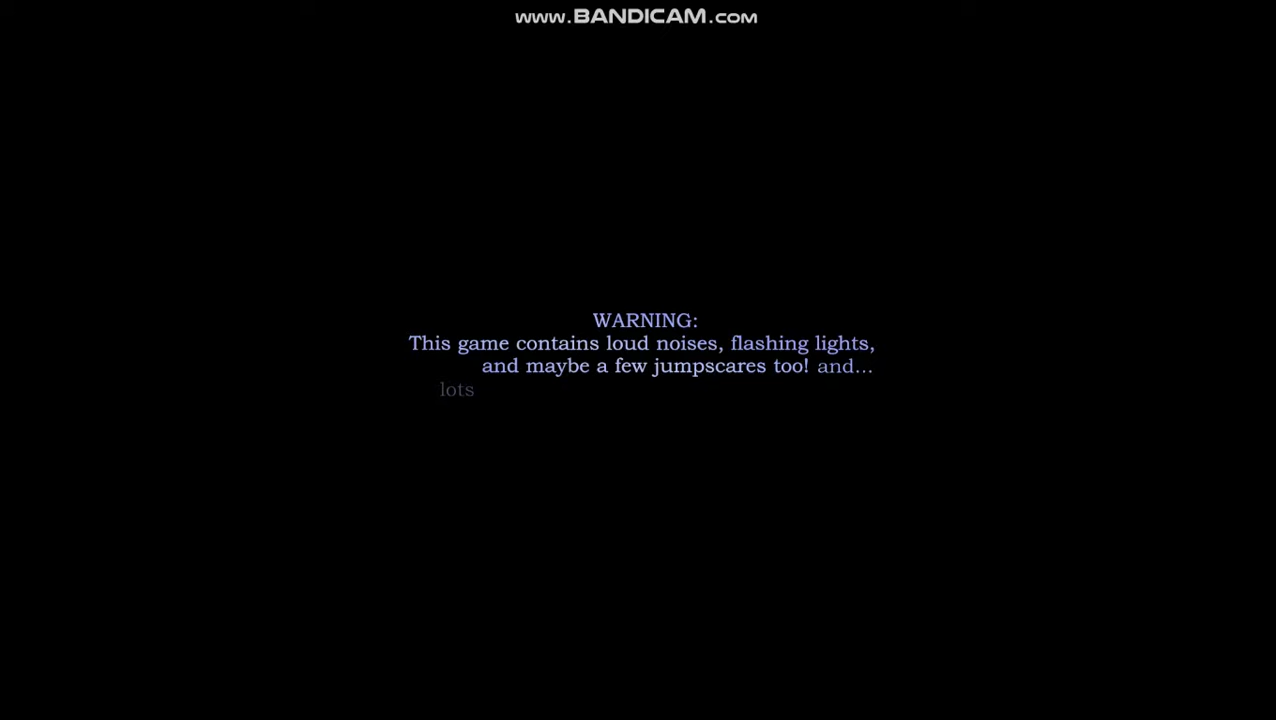 www.BANDICAM.com
WARNING:
This game contains loud noises, flashing lights,
and maybe a few jumpscares too! and...
lots